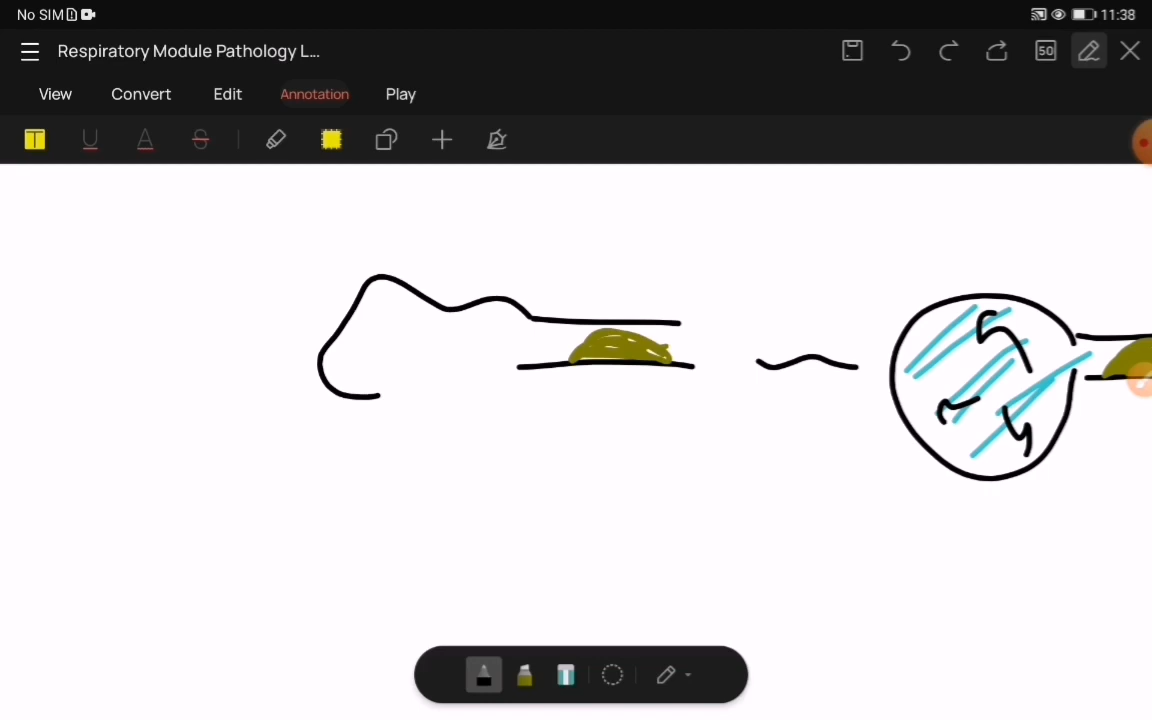 No SIM 11:38
Respiratory Module Pathology L... 50
View Convert Edit Annotation Play
T U A S